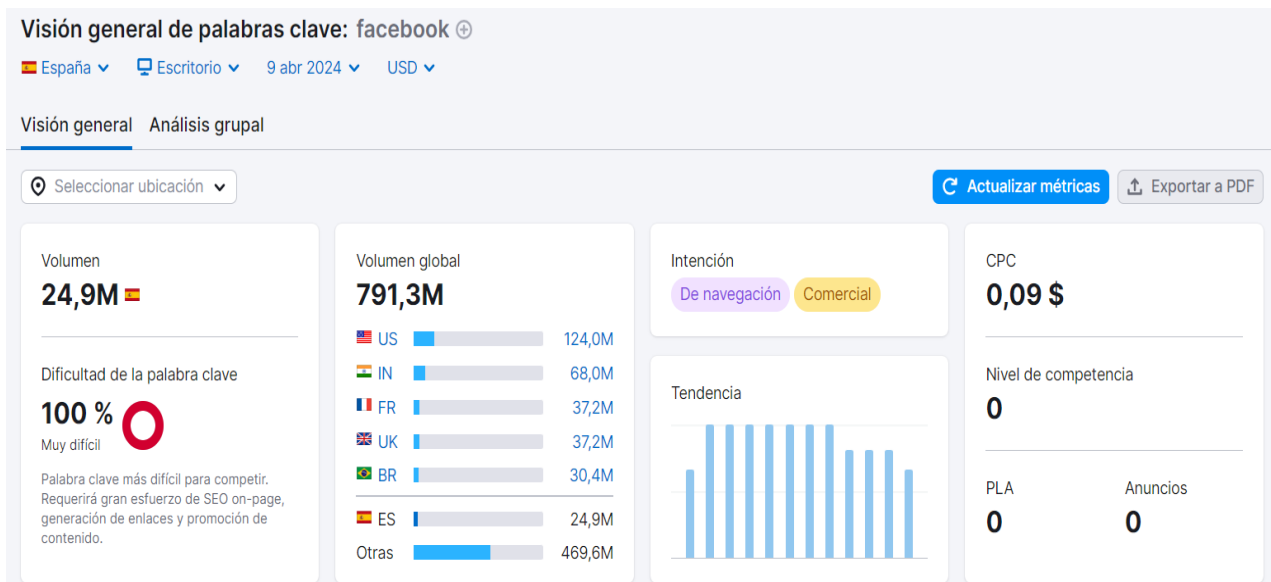 Visión general de palabras clave: facebook
España Escritorio 9 abr 2024 USD
Visión general Análisis grupal
Seleccionar ubicación
Actualizar métricas Exportar a PDF
Volumen
24,9M
Dificultad de la palabra clave
100 %
Muy difícil
Palabra clave más difícil para competir.
Requerirá gran esfuerzo de SEO on-page,
generación de enlaces y promoción de
contenido.
Volumen global
791,3M
US 124,0M
IN 68,0M
FR 37,2M
UK 37,2M
BR 30,4M
ES 24,9M
Otras 469,6M
Intención
De navegación Comercial
Tendencia
CPC
0,09 $
Nivel de competencia
0
PLA Anuncios
0 0